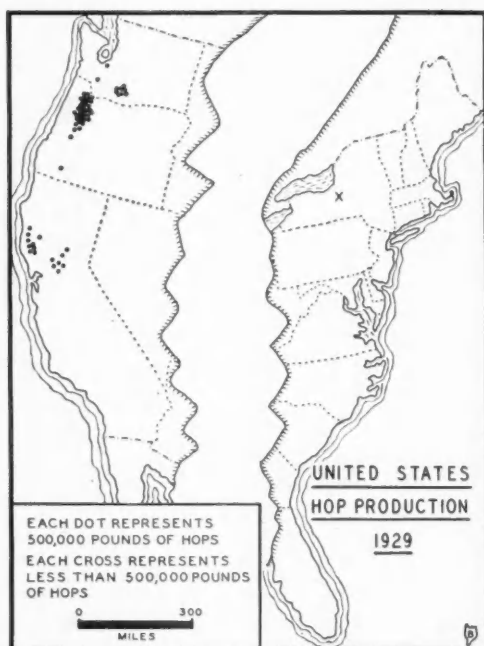 X
UNITED STATES
HOP PRODUCTION
1929
EACH DOT REPRESENTS
500,000 POUNDS OF HOPS
EACH CROSS REPRESENTS
LESS THAN 500,000 POUNDS
OF HOPS
0 300
MILES
B